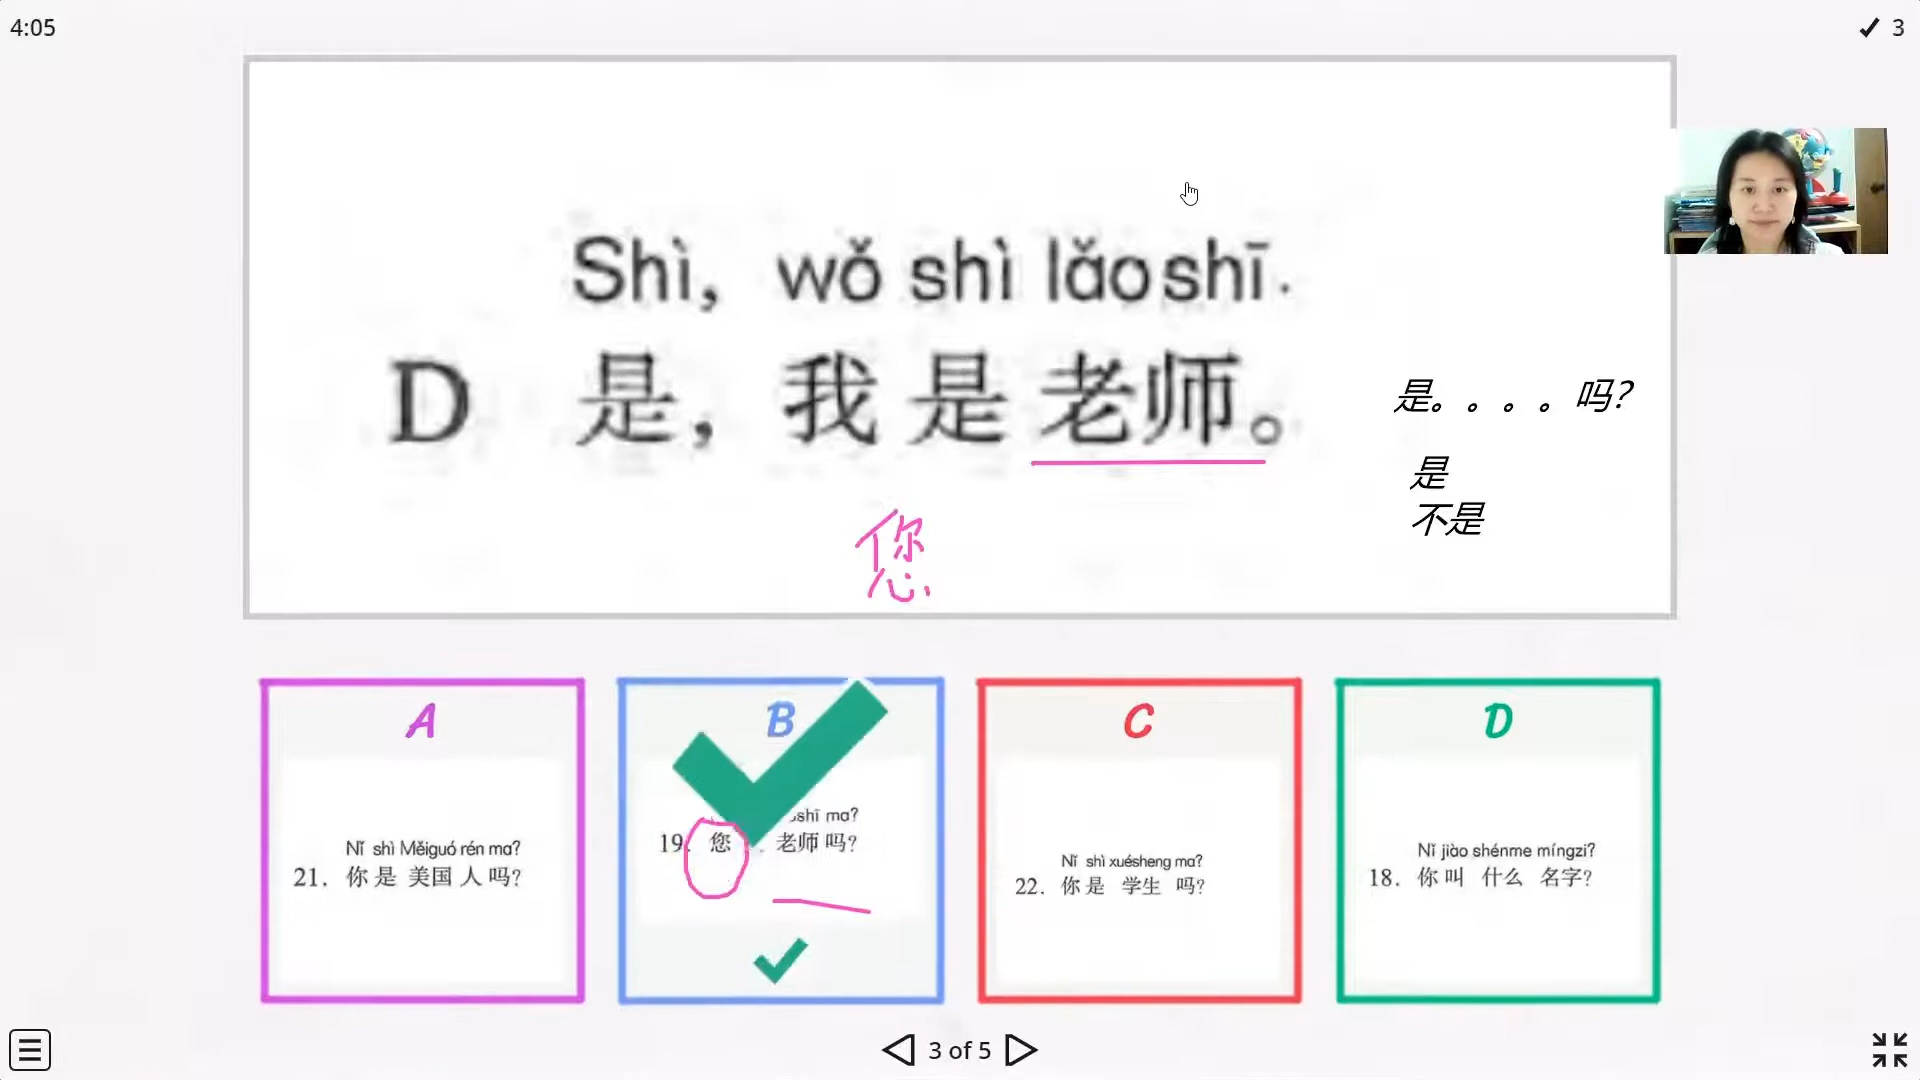 4:05
✓ 3
Shì, wǒ shì lǎoshī.
D 是，我是老师。
是。。。。吗?
是
不是
您
A
Nǐ shì Měiguó rén ma?
21. 你是 美国 人 吗?
B
shī ma?
19. 您 老师 吗?
C
Nǐ shì xuésheng ma?
22. 你是 学生 吗?
D
Nǐ jiào shénme míngzi?
18. 你叫 什么 名字?
3 of 5